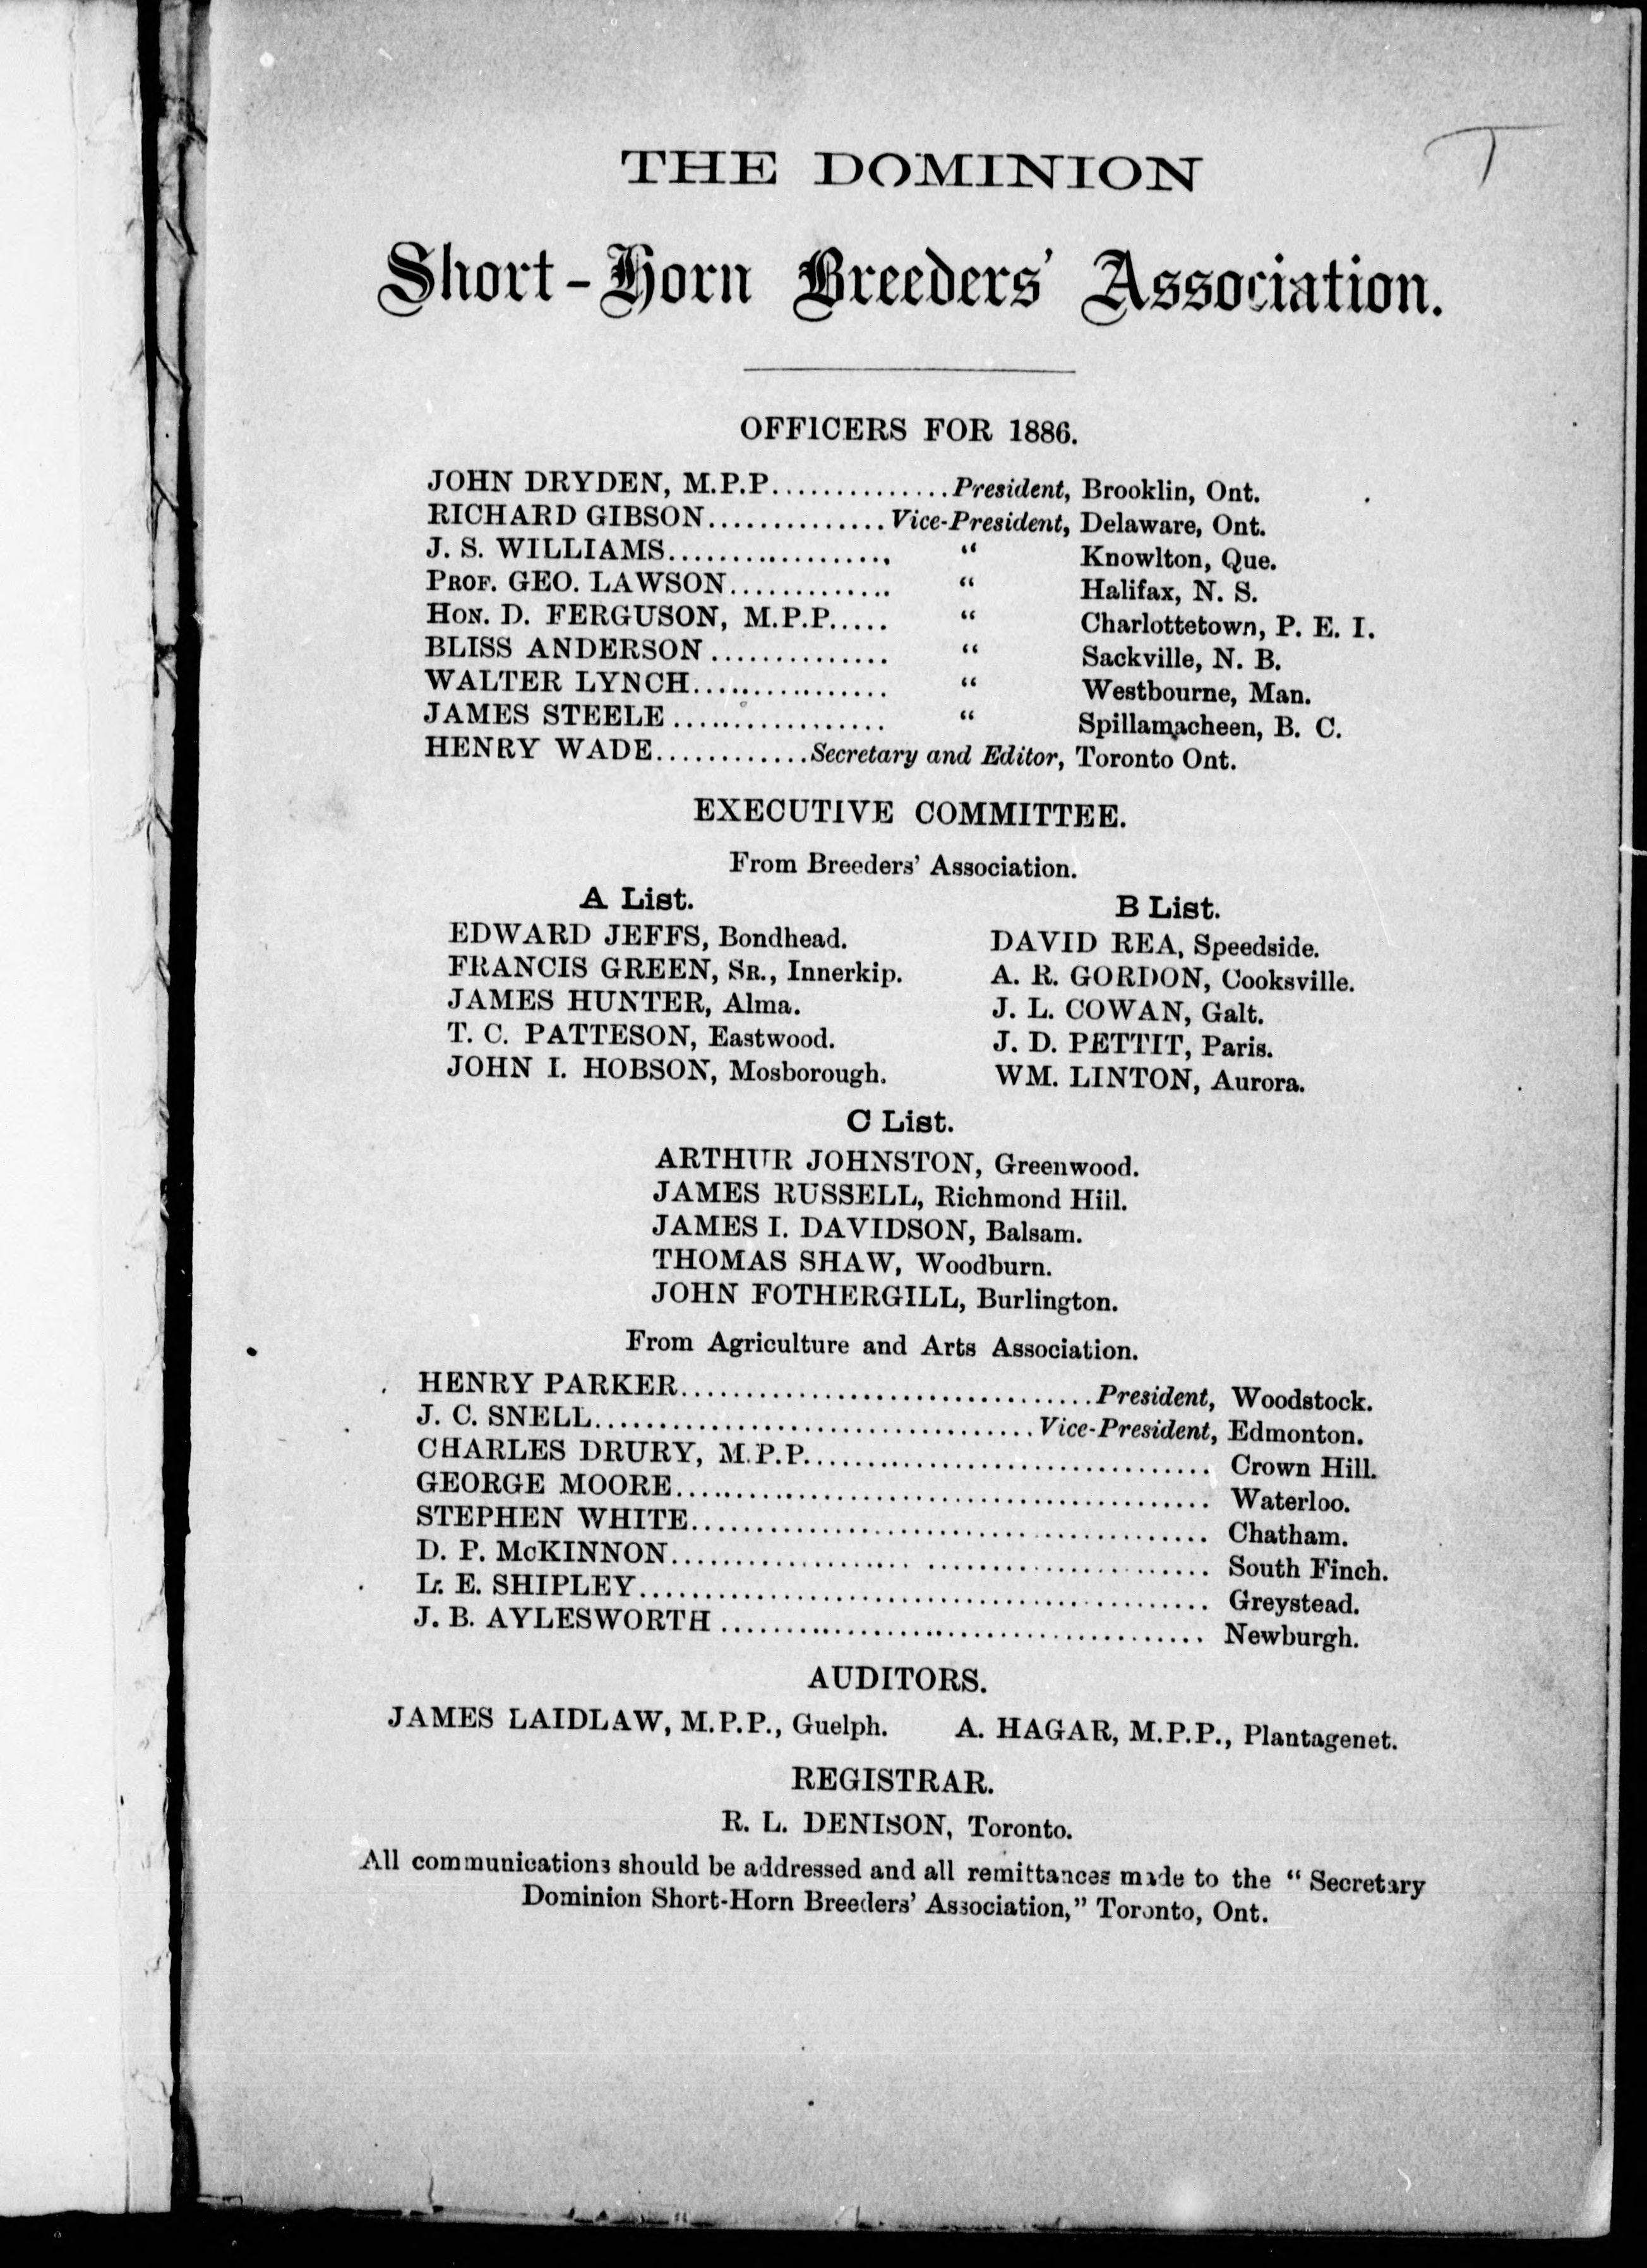 T
THE DOMINION
Short-Horn Breeders' Association.
OFFICERS FOR 1886.
JOHN DRYDEN, M.P.P..............President, Brooklin, Ont.
RICHARD GIBSON..............Vice-President, Delaware, Ont.
J. S. WILLIAMS.................. “ Knowlton, Que.
PROF. GEO. LAWSON............. “ Halifax, N. S.
HON. D. FERGUSON, M.P.P..... “ Charlottetown, P. E. I.
BLISS ANDERSON.............. “ Sackville, N. B.
WALTER LYNCH................ “ Westbourne, Man.
JAMES STEELE................. “ Spillamacheen, B. C.
HENRY WADE............Secretary and Editor, Toronto Ont.
EXECUTIVE COMMITTEE.
From Breeders' Association.
A List.
EDWARD JEFFS, Bondhead.
FRANCIS GREEN, SR., Innerkip.
JAMES HUNTER, Alma.
T. C. PATTESON, Eastwood.
JOHN I. HOBSON, Mosborough.
B List.
DAVID REA, Speedside.
A. R. GORDON, Cooksville.
J. L. COWAN, Galt.
J. D. PETTIT, Paris.
WM. LINTON, Aurora.
C List.
ARTHUR JOHNSTON, Greenwood.
JAMES RUSSELL, Richmond Hill.
JAMES I. DAVIDSON, Balsam.
THOMAS SHAW, Woodburn.
JOHN FOTHERGILL, Burlington.
From Agriculture and Arts Association.
HENRY PARKER................................President, Woodstock.
J. C. SNELL..................................Vice-President, Edmonton.
CHARLES DRURY, M.P.P................................ Crown Hill.
GEORGE MOORE.......................................... Waterloo.
STEPHEN WHITE......................................... Chatham.
D. P. McKINNON.......................................... South Finch.
L. E. SHIPLEY............................................ Greystead.
J. B. AYLESWORTH...................................... Newburgh.
AUDITORS.
JAMES LAIDLAW, M.P.P., Guelph. A. HAGAR, M.P.P., Plantagenet.
REGISTRAR.
R. L. DENISON, Toronto.
All communications should be addressed and all remittances made to the “ Secretary
Dominion Short-Horn Breeders' Association,” Toronto, Ont.